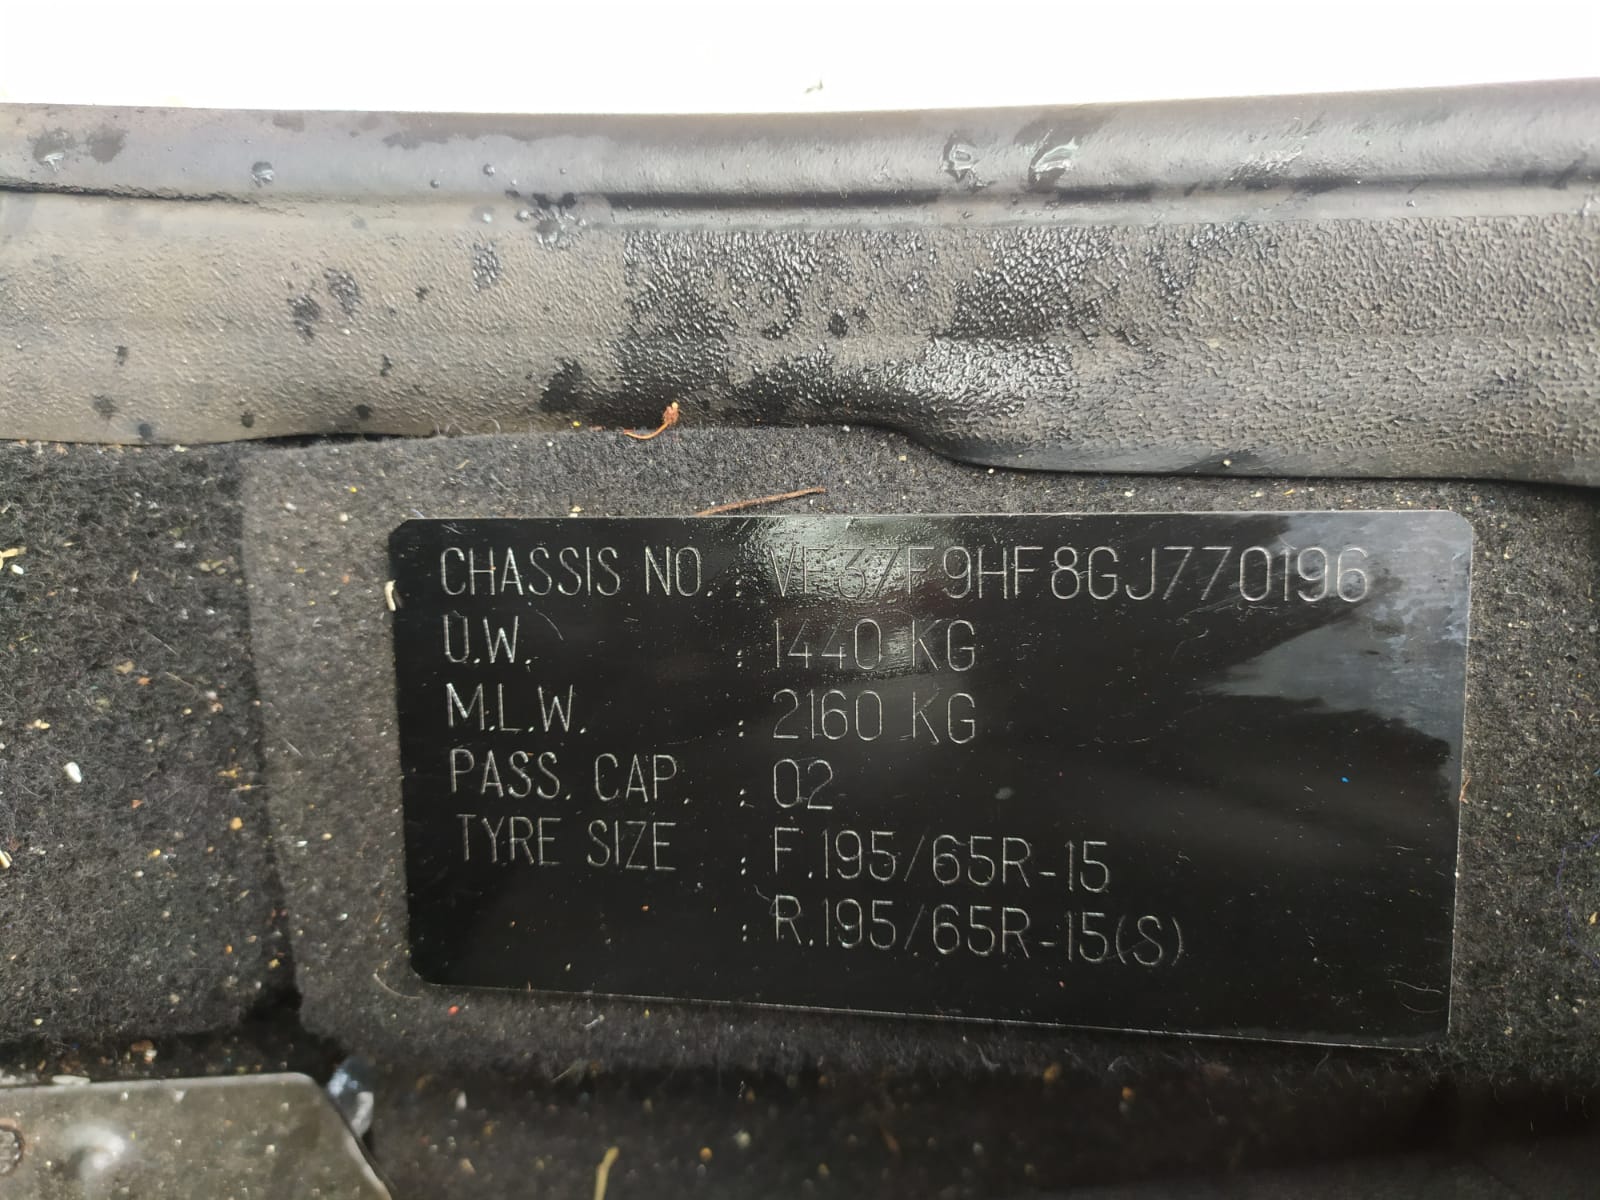 CHASSIS NO. : VF37F9HF8GJ770196
U.W. : 1440 KG
M.L.W. : 2160 KG
PASS. CAP. : 02
TYRE SIZE : F.195/65R-15
: R.195/65R-15(S)